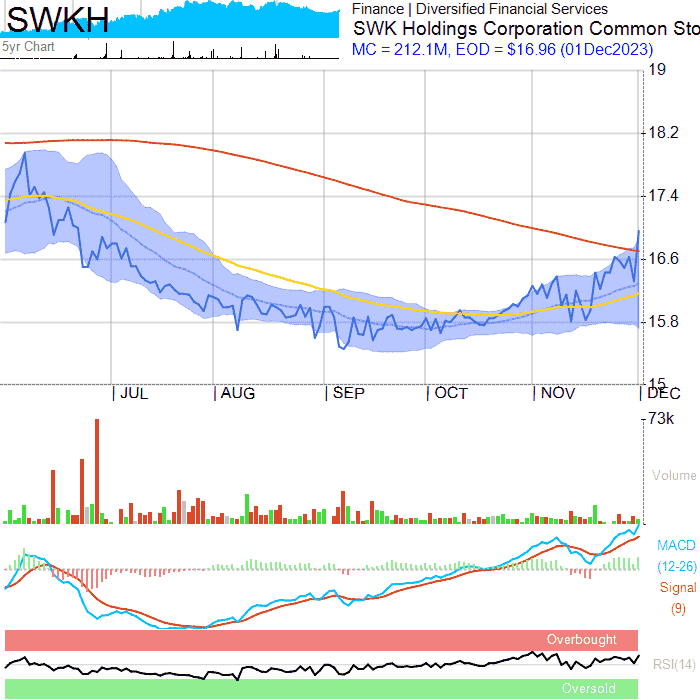 SWKH
5yr Chart
Finance | Diversified Financial Services
SWK Holdings Corporation Common Sto
MC = 212.1M, EOD = $16.96 (01Dec2023)
19
18.2
17.4
16.6
15.8
15
JUL AUG SEP OCT NOV DEC
73k
Volume
MACD
(12-26)
Signal
(9)
Overbought
RSI(14)
Oversold